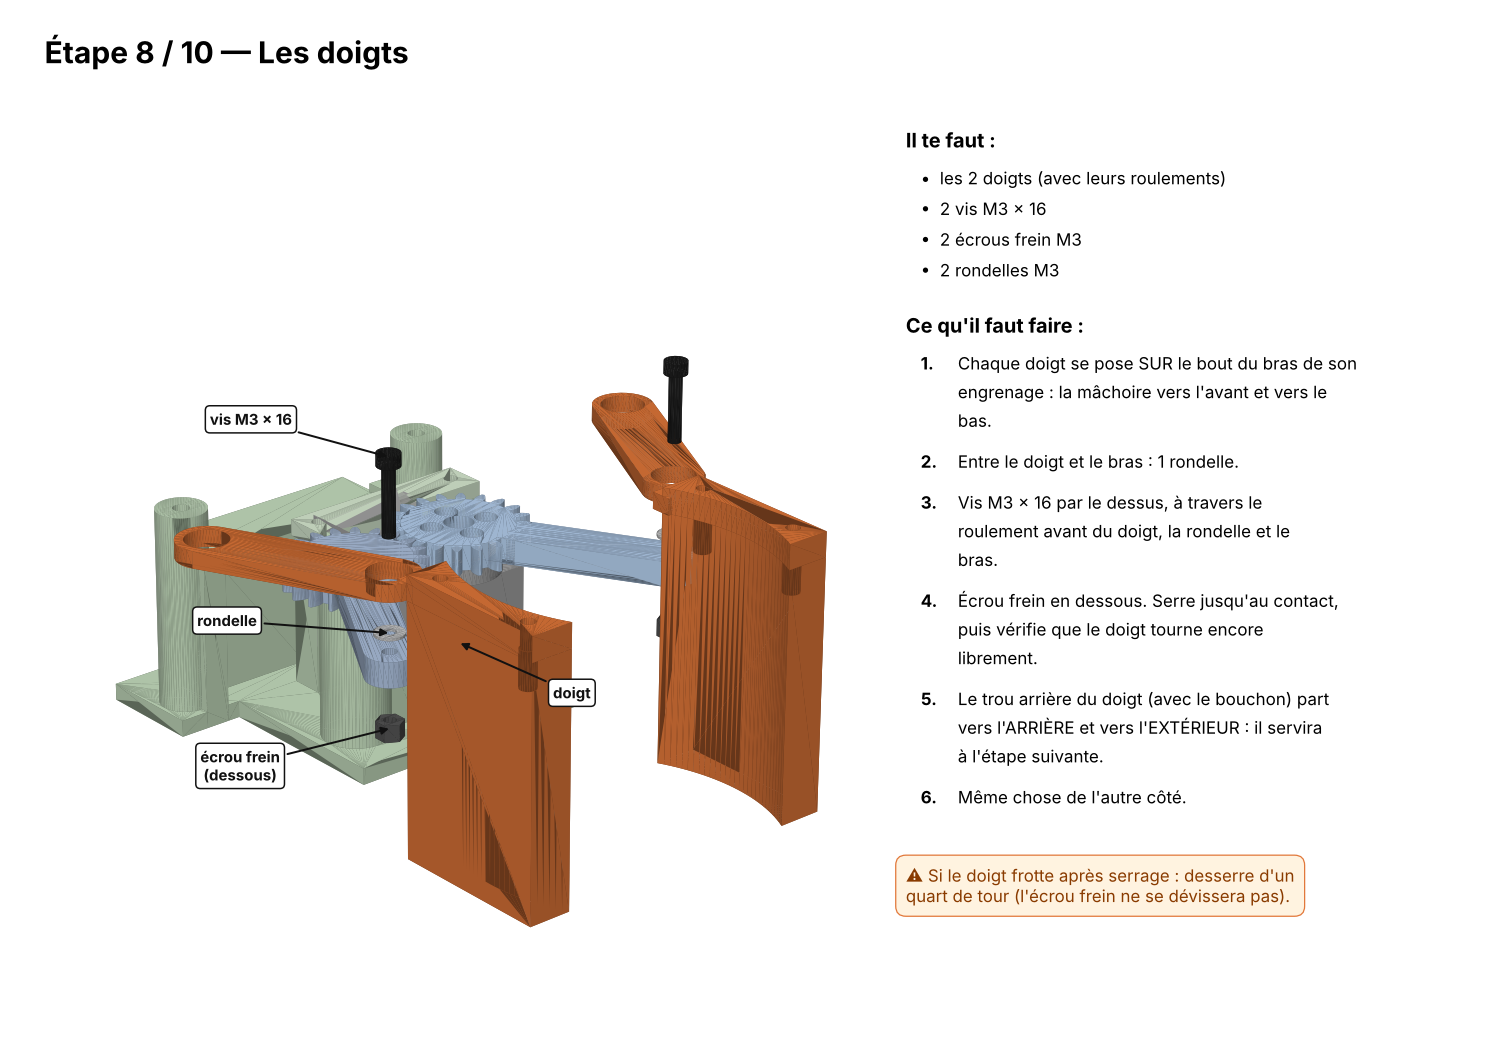 Étape 8 / 10 — Les doigts
Il te faut :
• les 2 doigts (avec leurs roulements)
• 2 vis M3 × 16
• 2 écrous frein M3
• 2 rondelles M3
Ce qu'il faut faire :
1. Chaque doigt se pose SUR le bout du bras de son
engrenage : la mâchoire vers l'avant et vers le
bas.
2. Entre le doigt et le bras : 1 rondelle.
3. Vis M3 × 16 par le dessus, à travers le
roulement avant du doigt, la rondelle et le
bras.
4. Écrou frein en dessous. Serre jusqu'au contact,
puis vérifie que le doigt tourne encore
librement.
5. Le trou arrière du doigt (avec le bouchon) part
vers l'ARRIÈRE et vers l'EXTÉRIEUR : il servira
à l'étape suivante.
6. Même chose de l'autre côté.
⚠ Si le doigt frotte après serrage : desserre d'un
quart de tour (l'écrou frein ne se dévissera pas).
vis M3 × 16
rondelle
doigt
écrou frein
(dessous)